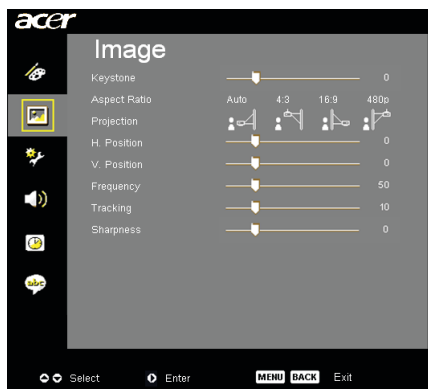 acer
Image
Keystone 0
Aspect Ratio Auto 4:3 16:9 480p
Projection
H. Position 0
V. Position 0
Frequency 50
Tracking 10
Sharpness 0
abc
Select Enter MENU BACK Exit